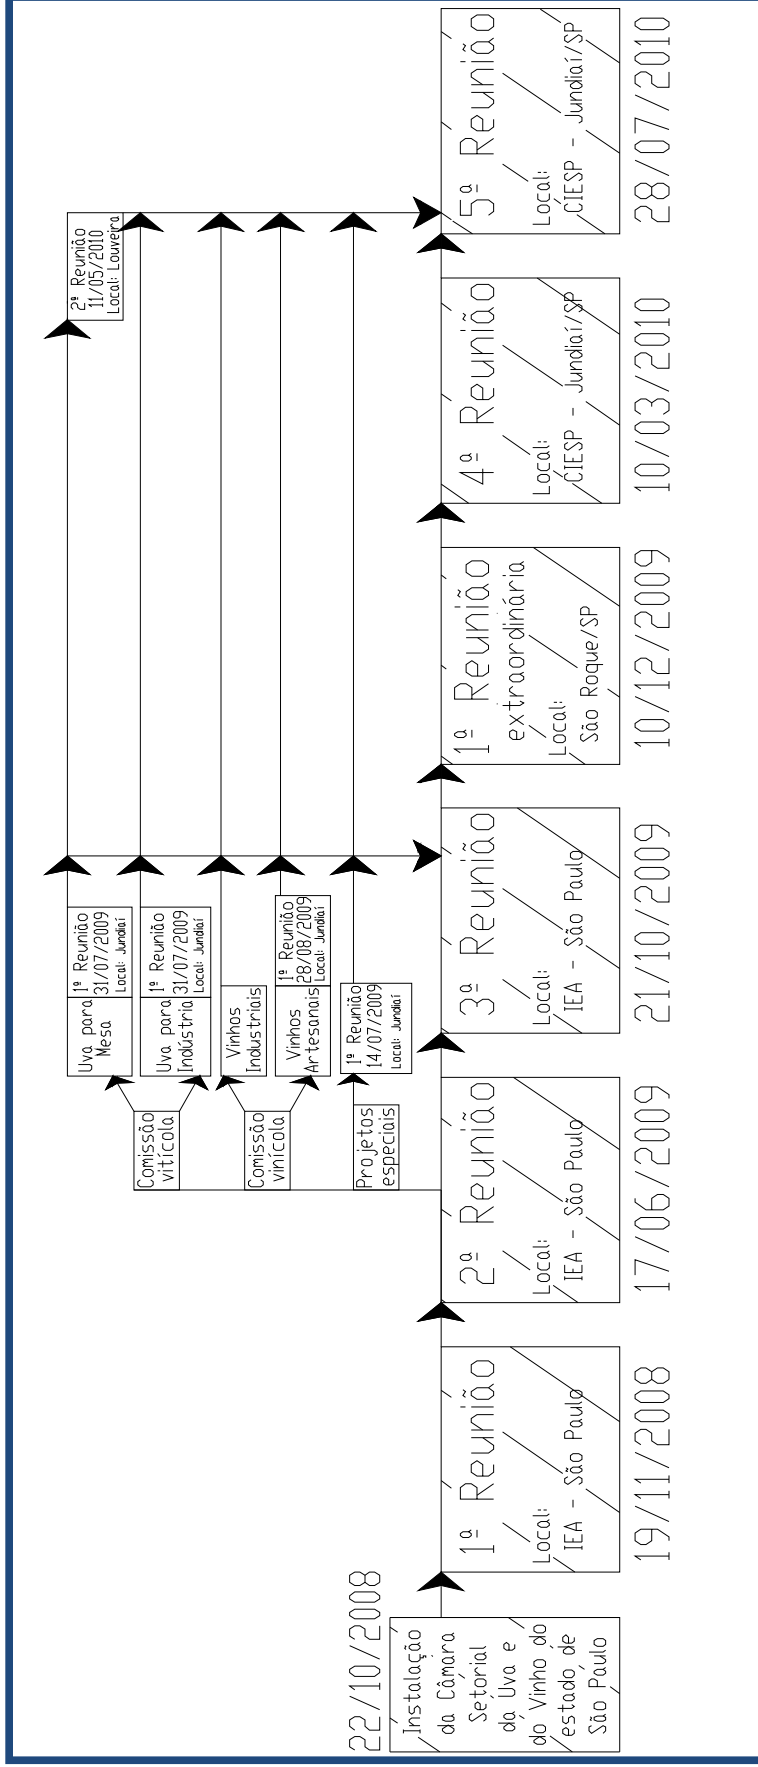 22/10/2008
Instalação
da Câmara
Setorial
da Uva e
do Vinho do
estado de
São Paulo
1ª Reunião
Local:
IEA - São Paulo
19/11/2008
2ª Reunião
Local:
IEA - São Paulo
17/06/2009
Comissão
vitícola
Comissão
vinícola
Projetos
especiais
Uva para
Mesa
1ª Reunião
31/07/2009
Local: Jundiaí
Uva para
Indústria
1ª Reunião
31/07/2009
Local: Jundiaí
Vinhos
Industriais
Vinhos
Artesanais
1ª Reunião
28/08/2009
Local: Jundiaí
1ª Reunião
14/07/2009
Local: Jundiaí
3ª Reunião
Local:
IEA - São Paulo
21/10/2009
1ª Reunião
extraordinária
Local:
São Roque/SP
10/12/2009
4ª Reunião
Local:
CIESP - Jundiaí/SP
10/03/2010
2ª Reunião
11/05/2010
Local: Louveira
5ª Reunião
Local:
CIESP - Jundiaí/SP
28/07/2010